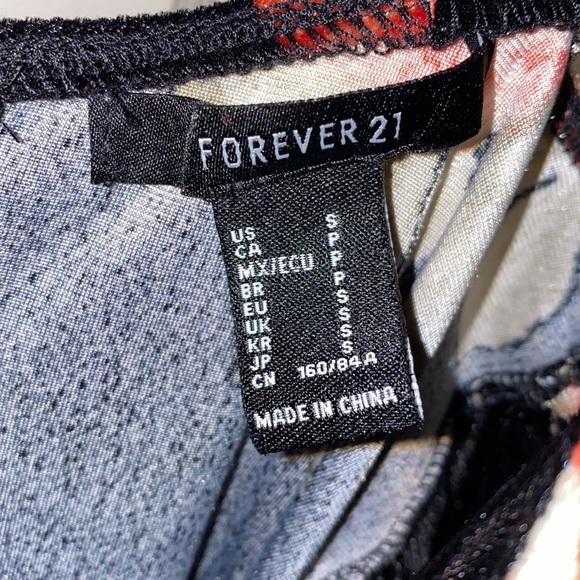 FOREVER 21
US S
CA P
MX/ECU P
BR P
EU S
UK S
KR S
JP S
CN 160/84A
MADE IN CHINA